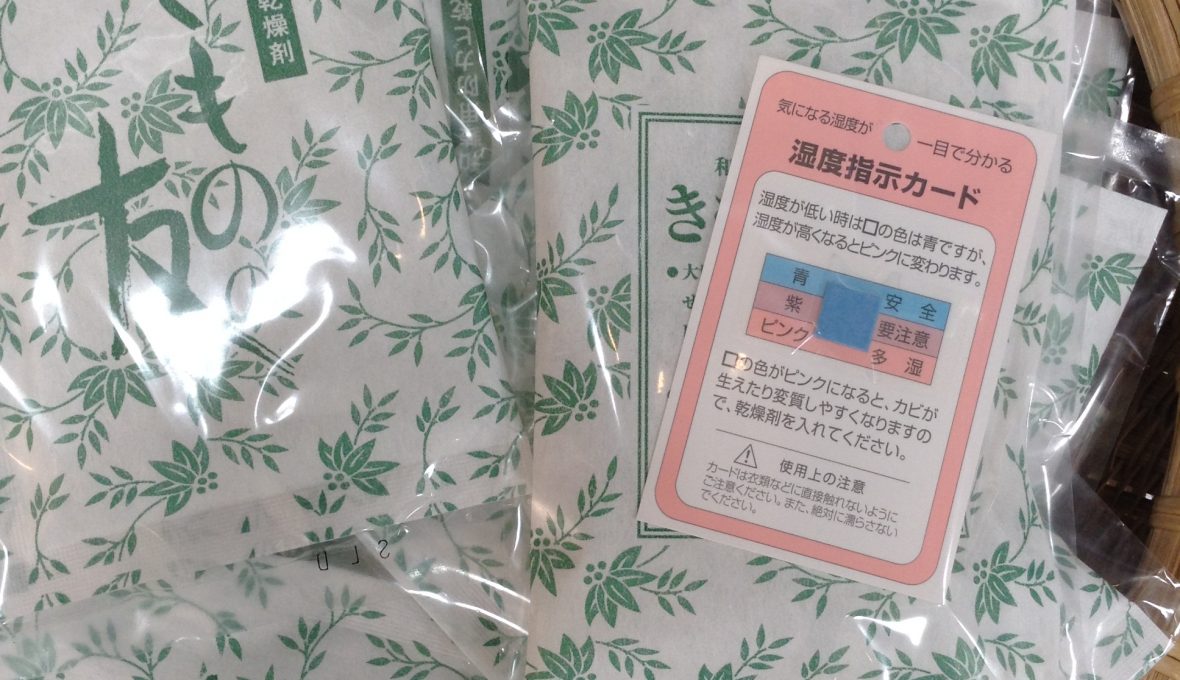 乾燥剤
もの
き
気になる湿度が
一目で分かる
湿度指示カード
湿度が低い時は□の色は青ですが、
湿度が高くなるとピンクに変わります。
青 安全
紫 要注意
ピンク 多湿
□の色がピンクになると、カビが
生えたり変質しやすくなりますの
で、乾燥剤を入れてください。
使用上の注意
カードは衣類などに直接触れないように
ご注意ください。また、絶対に濡らさない
でください。